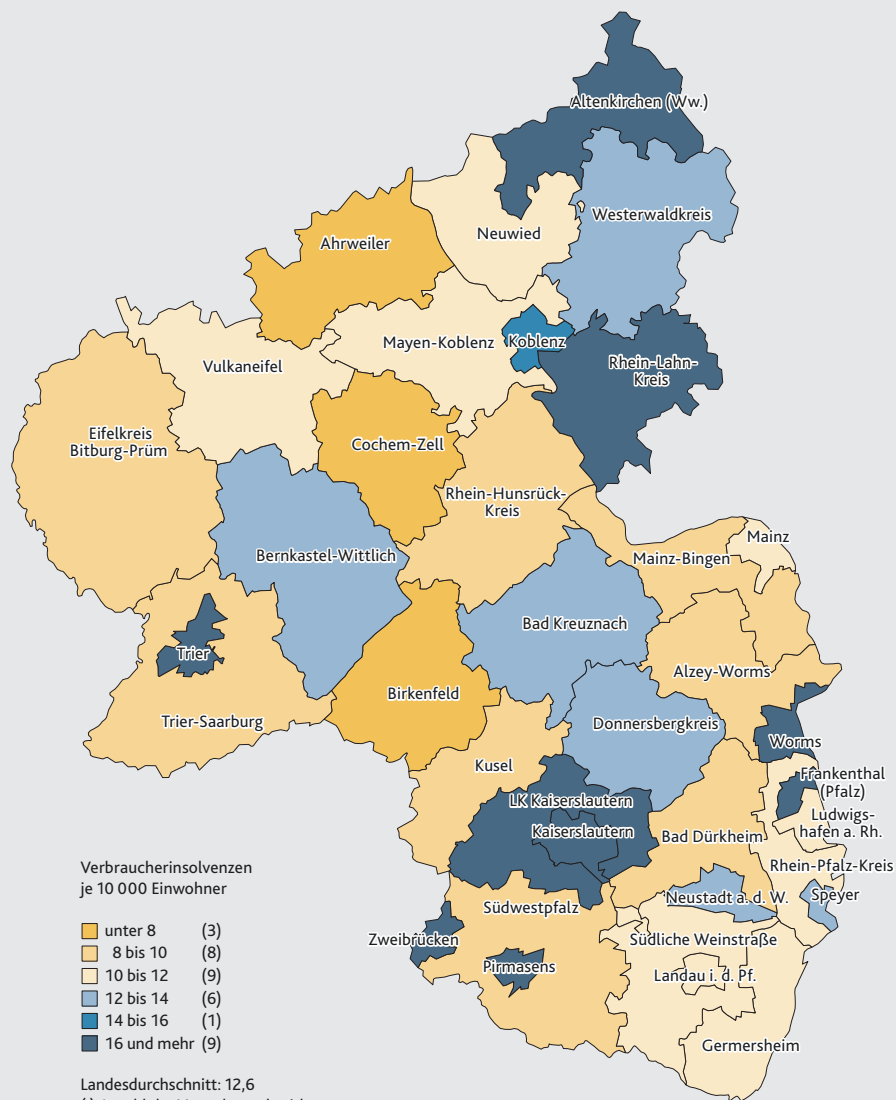 Altenkirchen (Ww.)
Westerwaldkreis
Neuwied
Ahrweiler
Mayen-Koblenz
Koblenz
Rhein-Lahn-
Kreis
Vulkaneifel
Eifelkreis
Bitburg-Prüm
Cochem-Zell
Rhein-Hunsrück-
Kreis
Mainz
Mainz-Bingen
Bernkastel-Wittlich
Bad Kreuznach
Trier
Alzey-Worms
Birkenfeld
Trier-Saarburg
Donnersbergkreis
Worms
Kusel
Frankenthal
(Pfalz)
LK Kaiserslautern
Ludwigs-
hafen a. Rh.
Kaiserslautern
Bad Dürkheim
Rhein-Pfalz-Kreis
Neustadt a. d. W.
Speyer
Südwestpfalz
Zweibrücken
Südliche Weinstraße
Pirmasens
Landau i. d. Pf.
Germersheim
Verbraucherinsolvenzen
je 10 000 Einwohner
unter 8 (3)
8 bis 10 (8)
10 bis 12 (9)
12 bis 14 (6)
14 bis 16 (1)
16 und mehr (9)
Landesdurchschnitt: 12,6